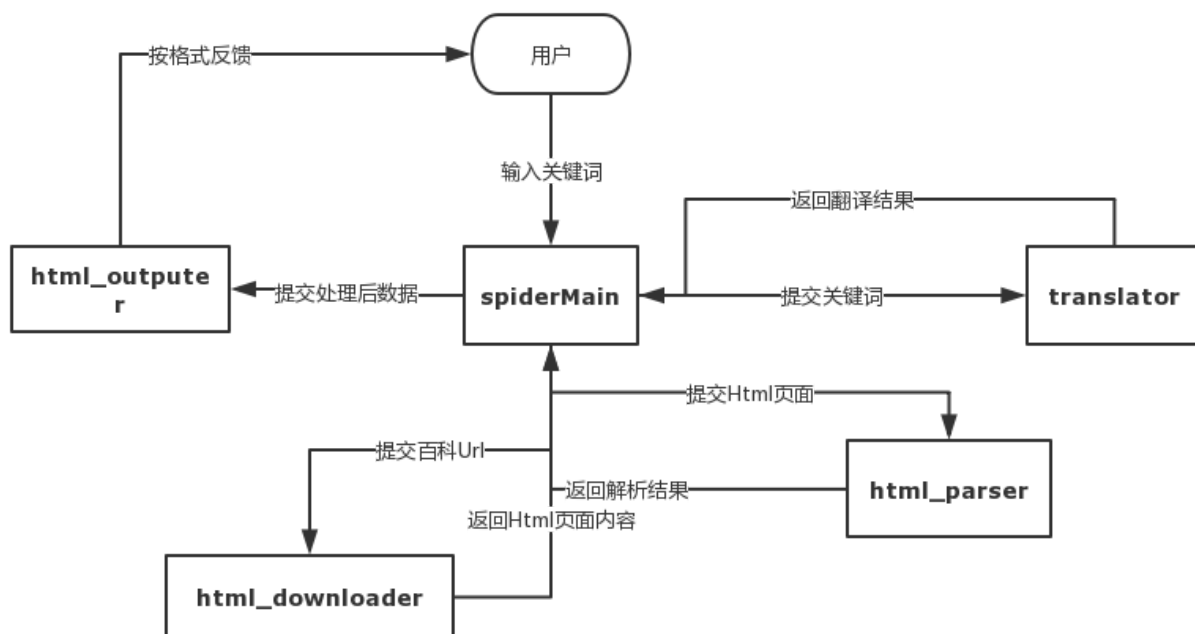 按格式反馈
用户
输入关键词
返回翻译结果
html_outpute
r
提交处理后数据
spiderMain
提交关键词
translator
提交Html页面
提交百科Url
html_parser
返回解析结果
返回Html页面内容
html_downloader